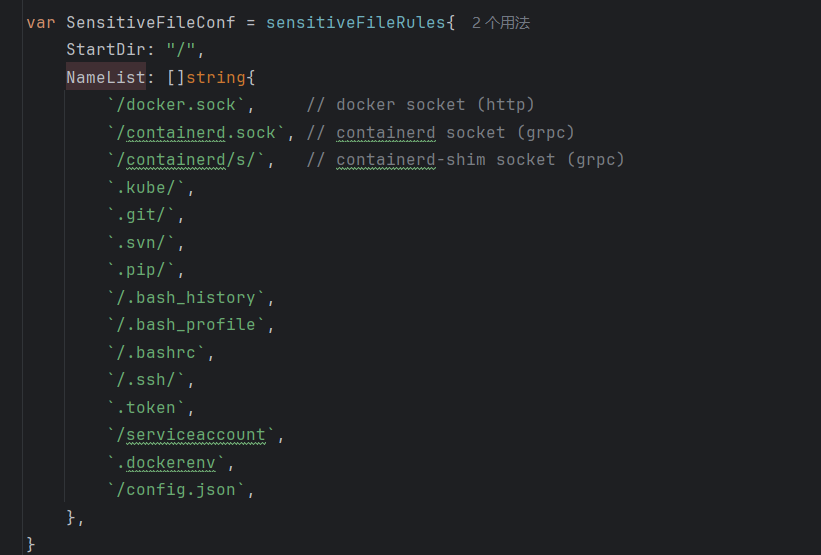 var SensitiveFileConf = sensitiveFileRules{ 2 个用法
StartDir: "/",
NameList: []string{
`/docker.sock`, // docker socket (http)
`/containerd.sock`, // containerd socket (grpc)
`/containerd/s/`, // containerd-shim socket (grpc)
`.kube/`,
`.git/`,
`.svn/`,
`.pip/`,
`/.bash_history`,
`/.bash_profile`,
`/.bashrc`,
`/.ssh/`,
`.token`,
`/serviceaccount`,
`.dockerenv`,
`/config.json`,
},
}